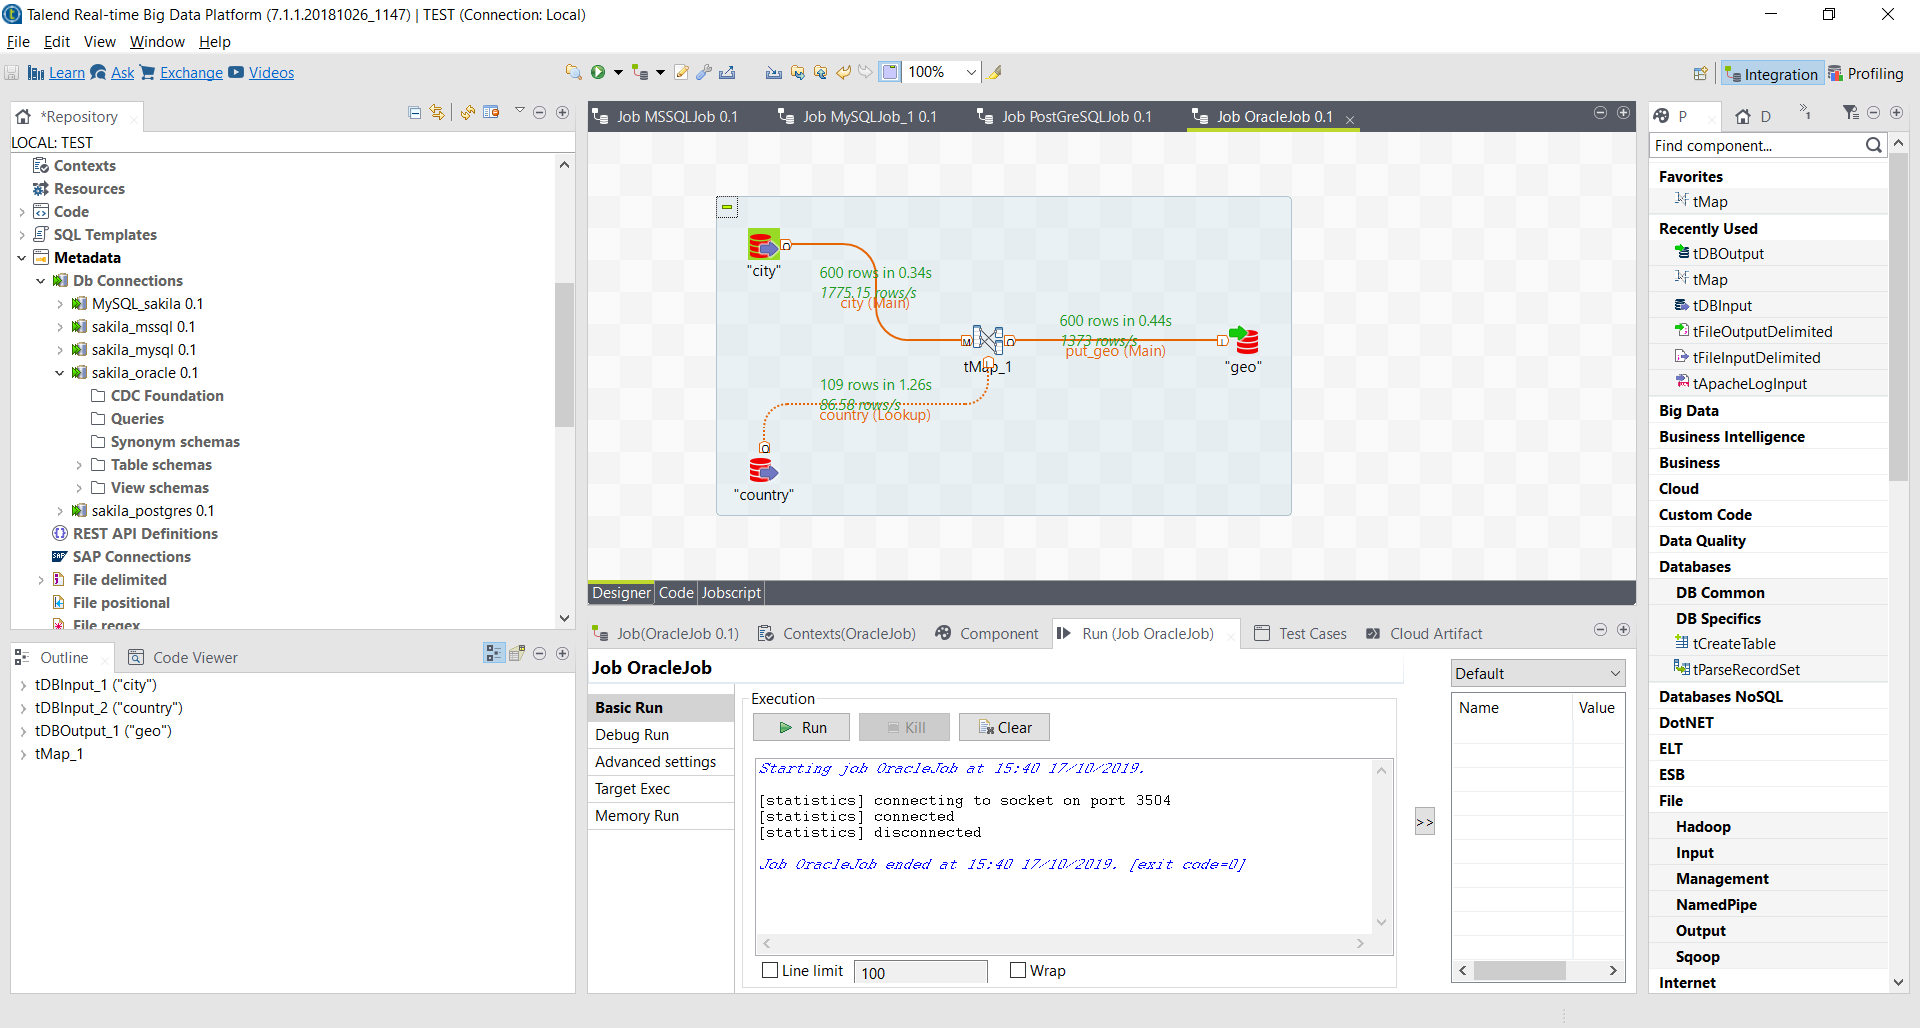 Talend Real-time Big Data Platform (7.1.1.20181026_1147) | TEST (Connection: Local)
File Edit View Window Help
Learn Ask Exchange Videos
100%
Integration Profiling
*Repository
LOCAL: TEST
Contexts
Resources
Code
SQL Templates
Metadata
Db Connections
MySQL_sakila 0.1
sakila_mssql 0.1
sakila_mysql 0.1
sakila_oracle 0.1
CDC Foundation
Queries
Synonym schemas
Table schemas
View schemas
sakila_postgres 0.1
REST API Definitions
SAP Connections
SAP
File delimited
File positional
File regex
Outline Code Viewer
tDBInput_1 ("city")
tDBInput_2 ("country")
tDBOutput_1 ("geo")
tMap_1
Job MSSQLJob 0.1 Job MySQLJob_1 0.1 Job PostGreSQLJob 0.1 Job OracleJob 0.1
"city"
600 rows in 0.34s
1775.15 rows/s
city (Main)
tMap_1
600 rows in 0.44s
1373 rows/s
put_geo (Main)
"geo"
109 rows in 1.26s
86.58 rows/s
country (Lookup)
"country"
Designer Code Jobscript
Job(OracleJob 0.1) Contexts(OracleJob) Component Run (Job OracleJob) Test Cases Cloud Artifact
Job OracleJob
Basic Run
Debug Run
Advanced settings
Target Exec
Memory Run
Execution
Run Kill Clear
Starting job OracleJob at 15:40 17/10/2019.
[statistics] connecting to socket on port 3504
[statistics] connected
[statistics] disconnected
Job OracleJob ended at 15:40 17/10/2019. [exit code=0]
Line limit 100 Wrap
>>
Default
Name Value
P D 1
Find component...
Favorites
tMap
Recently Used
tDBOutput
tMap
tDBInput
tFileOutputDelimited
tFileInputDelimited
tApacheLogInput
Big Data
Business Intelligence
Business
Cloud
Custom Code
Data Quality
Databases
DB Common
DB Specifics
tCreateTable
tParseRecordSet
Databases NoSQL
DotNET
ELT
ESB
File
Hadoop
Input
Management
NamedPipe
Output
Sqoop
Internet